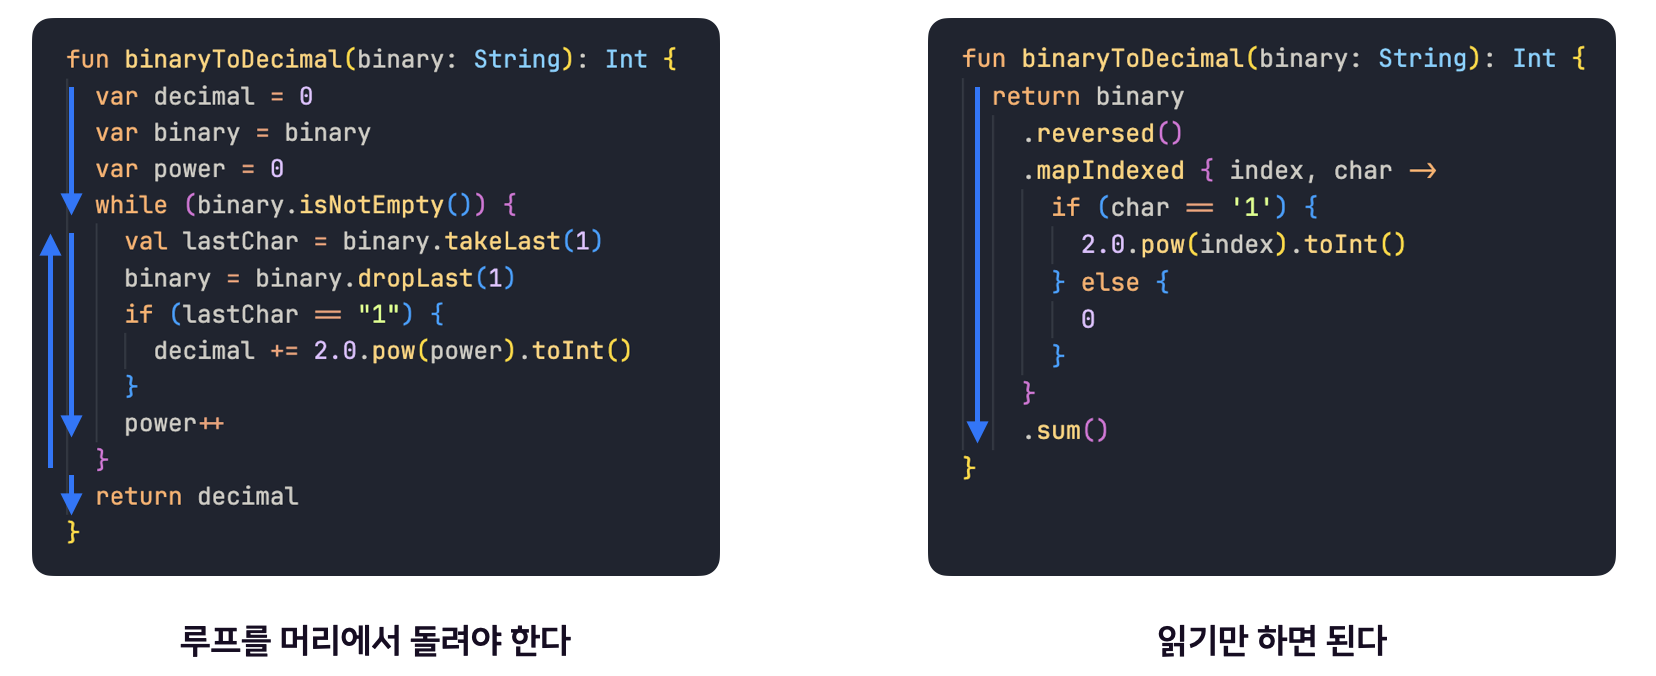 fun binaryToDecimal(binary: String): Int {
var decimal = 0
var binary = binary
var power = 0
while (binary.isNotEmpty()) {
val lastChar = binary.takeLast(1)
binary = binary.dropLast(1)
if (lastChar == "1") {
decimal += 2.0.pow(power).toInt()
}
power++
}
return decimal
}
루프를 머리에서 돌려야 한다
fun binaryToDecimal(binary: String): Int {
return binary
.reversed()
.mapIndexed { index, char ->
if (char == '1') {
2.0.pow(index).toInt()
} else {
0
}
}
.sum()
}
읽기만 하면 된다